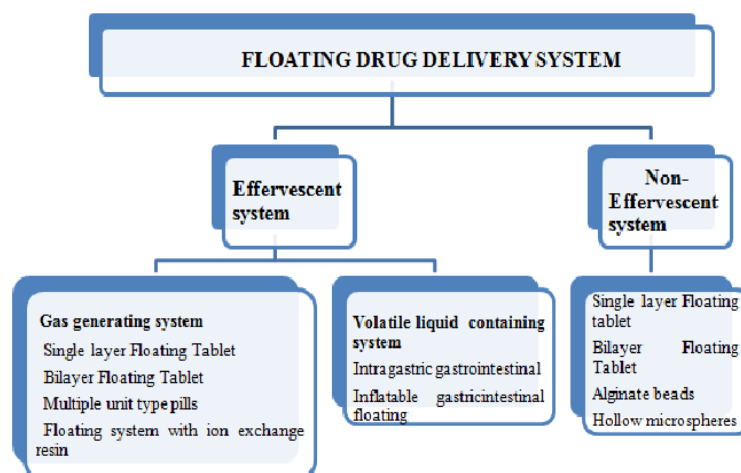 FLOATING DRUG DELIVERY SYSTEM
Effervescent
system
Non-
Effervescent
system
Gas generating system
Single layer Floating Tablet
Bilayer Floating Tablet
Multiple unit type pills
Floating system with ion exchange
resin
Volatile liquid containing
system
Intragastric gastrointestinal
Inflatable gastricintestinal
floating
Single layer Floating
tablet
Bilayer Floating
Tablet
Alginate beads
Hollow microspheres